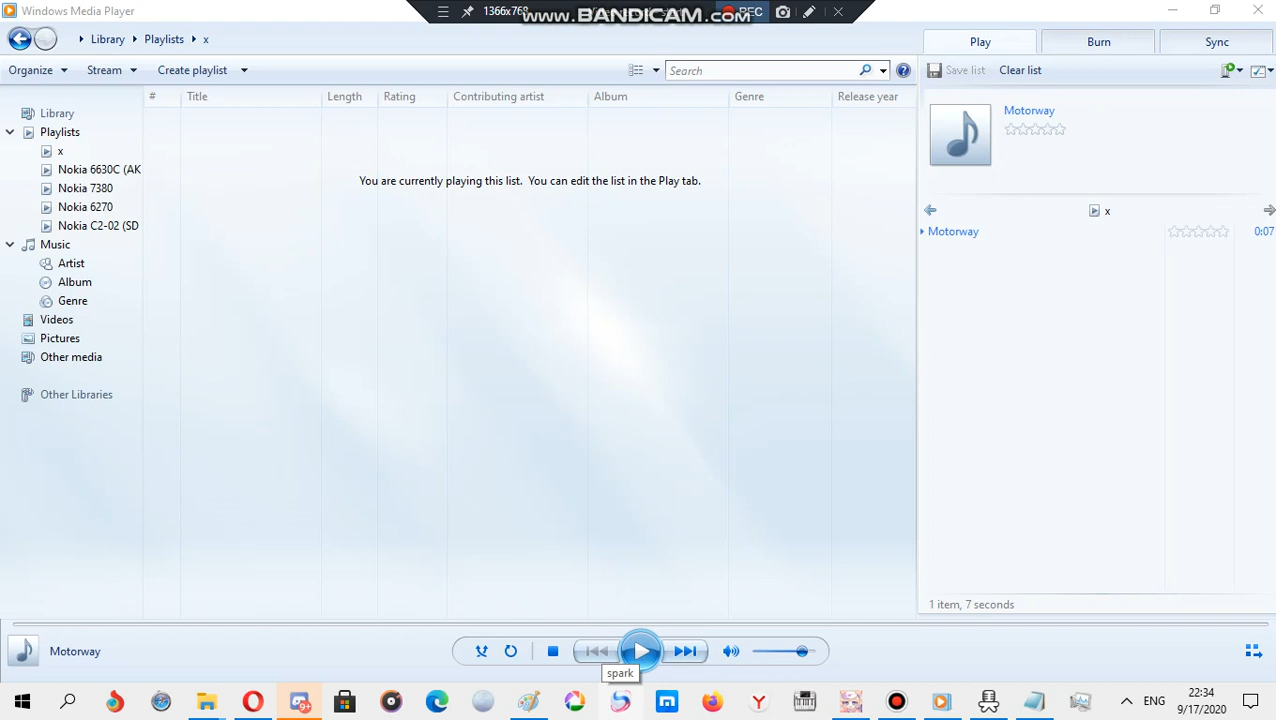 Windows Media Player
1366x768
www.BANDICAM.com
REC
Library
Playlists
x
Play
Burn
Sync
Organize
Stream
Create playlist
Search
Save list
Clear list
#
Title
Length
Rating
Contributing artist
Album
Genre
Release year
Library
Playlists
x
Nokia 6630C (AK
Nokia 7380
Nokia 6270
Nokia C2-02 (SD
Music
Artist
Album
Genre
Videos
Pictures
Other media
Other Libraries
You are currently playing this list.  You can edit the list in the Play tab.
Motorway
x
Motorway
0:07
1 item, 7 seconds
Motorway
spark
9+
ENG
22:34
9/17/2020